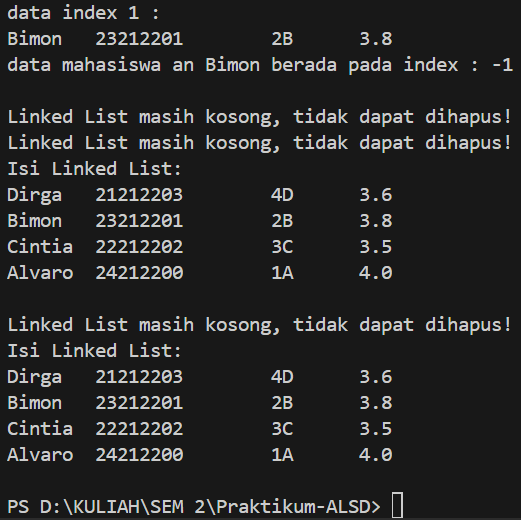 data index 1 :
Bimon   23212201        2B      3.8
data mahasiswa an Bimon berada pada index : -1

Linked List masih kosong, tidak dapat dihapus!
Linked List masih kosong, tidak dapat dihapus!
Isi Linked List:
Dirga   21212203        4D      3.6
Bimon   23212201        2B      3.8
Cintia  22212202        3C      3.5
Alvaro  24212200        1A      4.0

Linked List masih kosong, tidak dapat dihapus!
Isi Linked List:
Dirga   21212203        4D      3.6
Bimon   23212201        2B      3.8
Cintia  22212202        3C      3.5
Alvaro  24212200        1A      4.0

PS D:\KULIAH\SEM 2\Praktikum-ALSD>